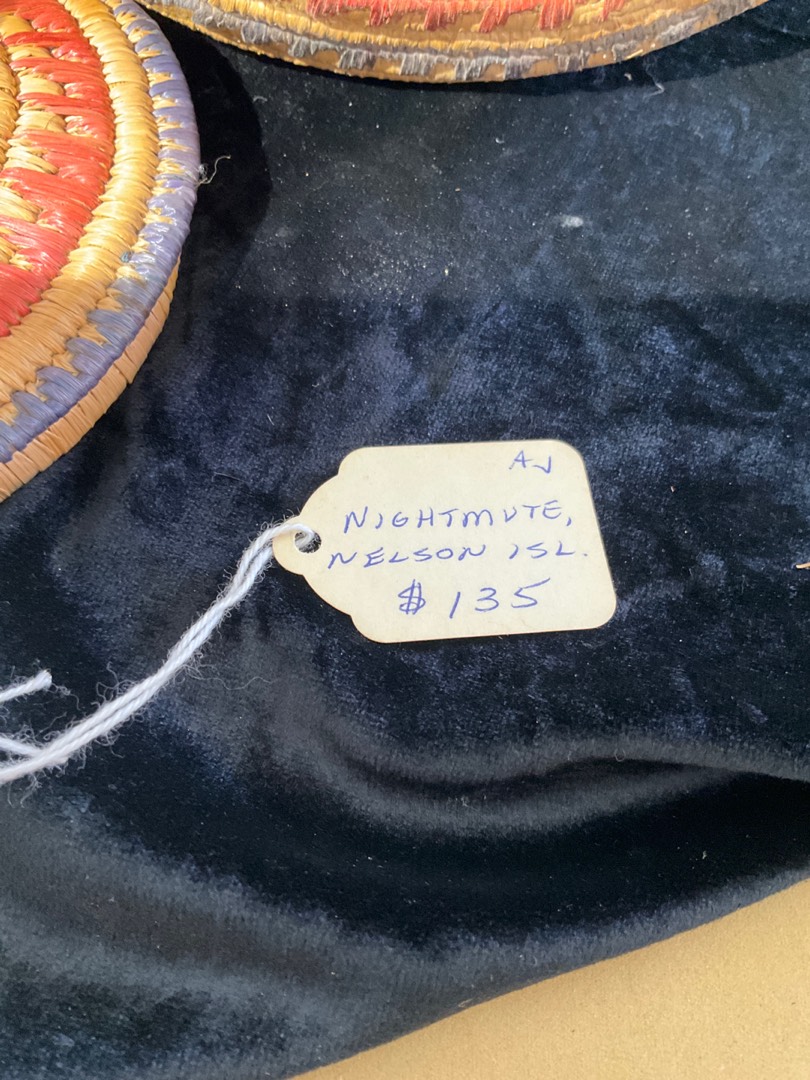 AJ
NIGHTMUTE,
NELSON ISL.
$135